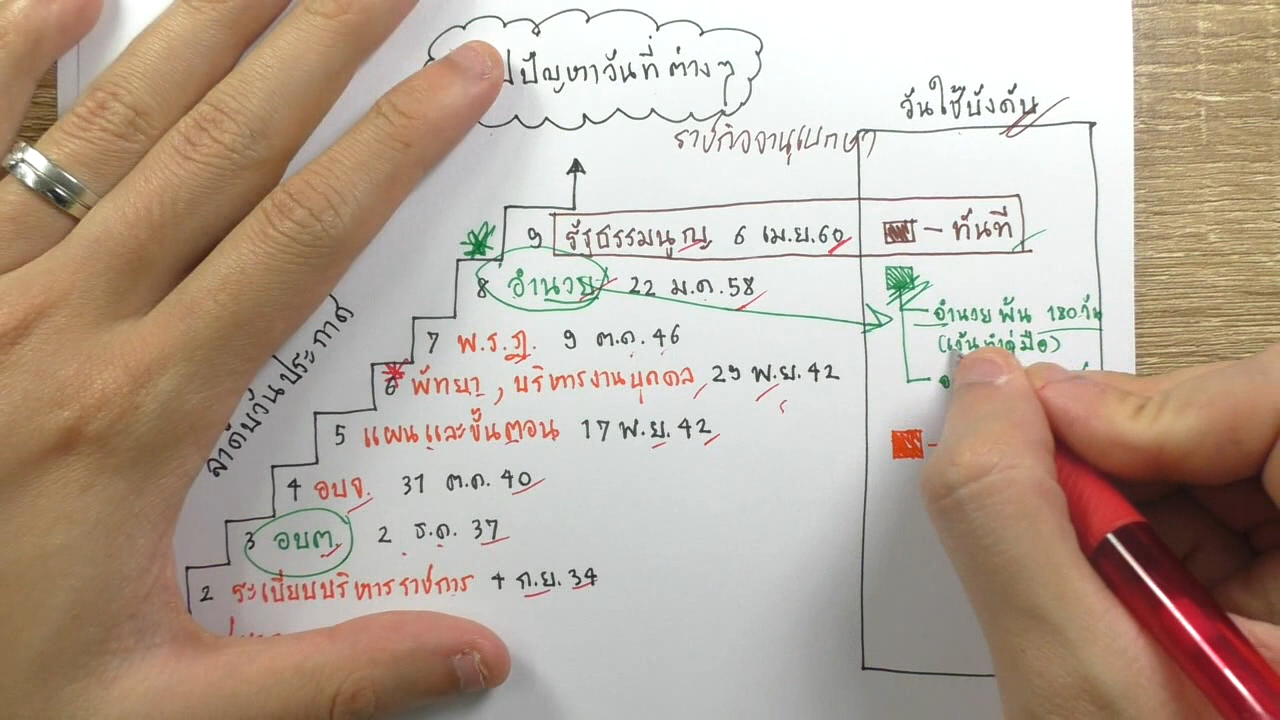 ปัญหาวันที่ ต่างๆ
วันใช้บังคับ
ราชกิจจานุเบกษา
9 รัฐธรรมนูญ 6 เม.ย.60 - ทันที
8 อำนวย 22 ม.ค.58
อำนวย พ้น 180 วัน
7 พ.ร.ฎ. 9 ต.ค.46
6 พัทยา, บริหารงานบุคคล 29 พ.ย.42
5 แผนและขั้นตอน 17 พ.ย.42
4 อบจ. 31 ต.ค.40
3 อบต. 2 ธ.ค.37
2 ระเบียบบริหารราชการ 4 ก.ย.34
ลำดับวันประกาศ